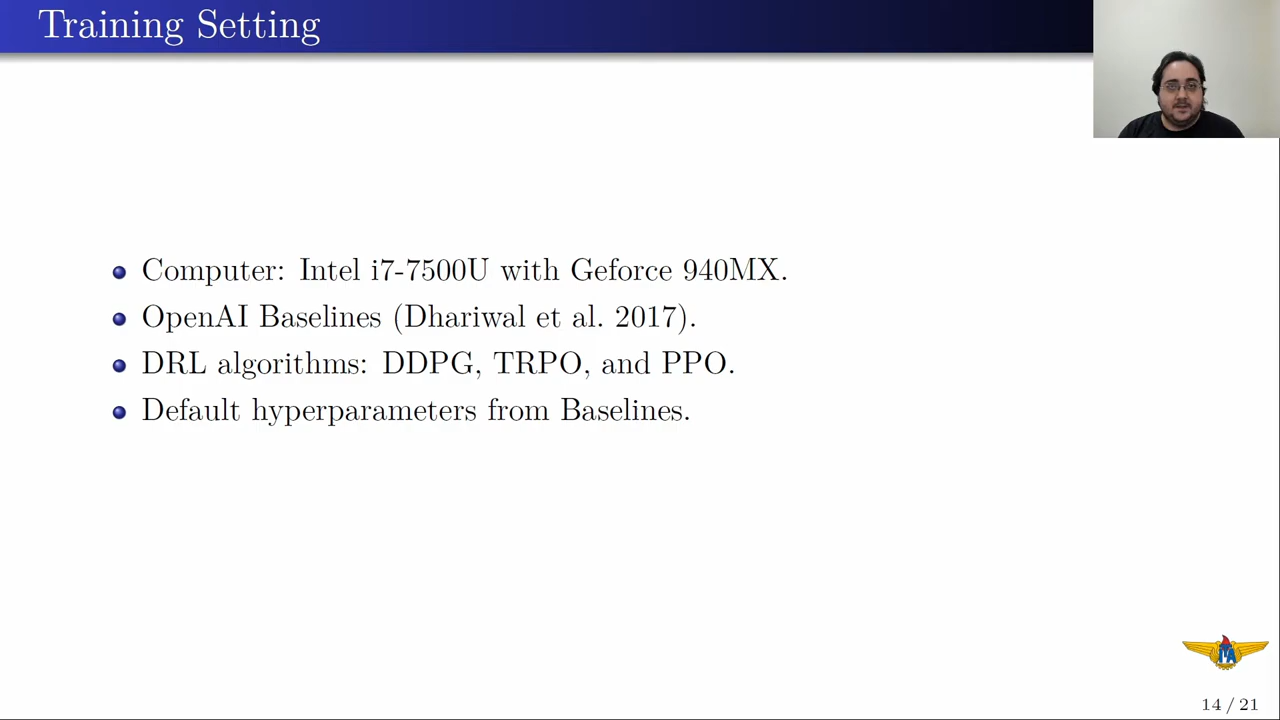 Training Setting
Computer: Intel i7-7500U with Geforce 940MX.
OpenAI Baselines (Dhariwal et al. 2017).
DRL algorithms: DDPG, TRPO, and PPO.
Default hyperparameters from Baselines.
ITA
14 / 21